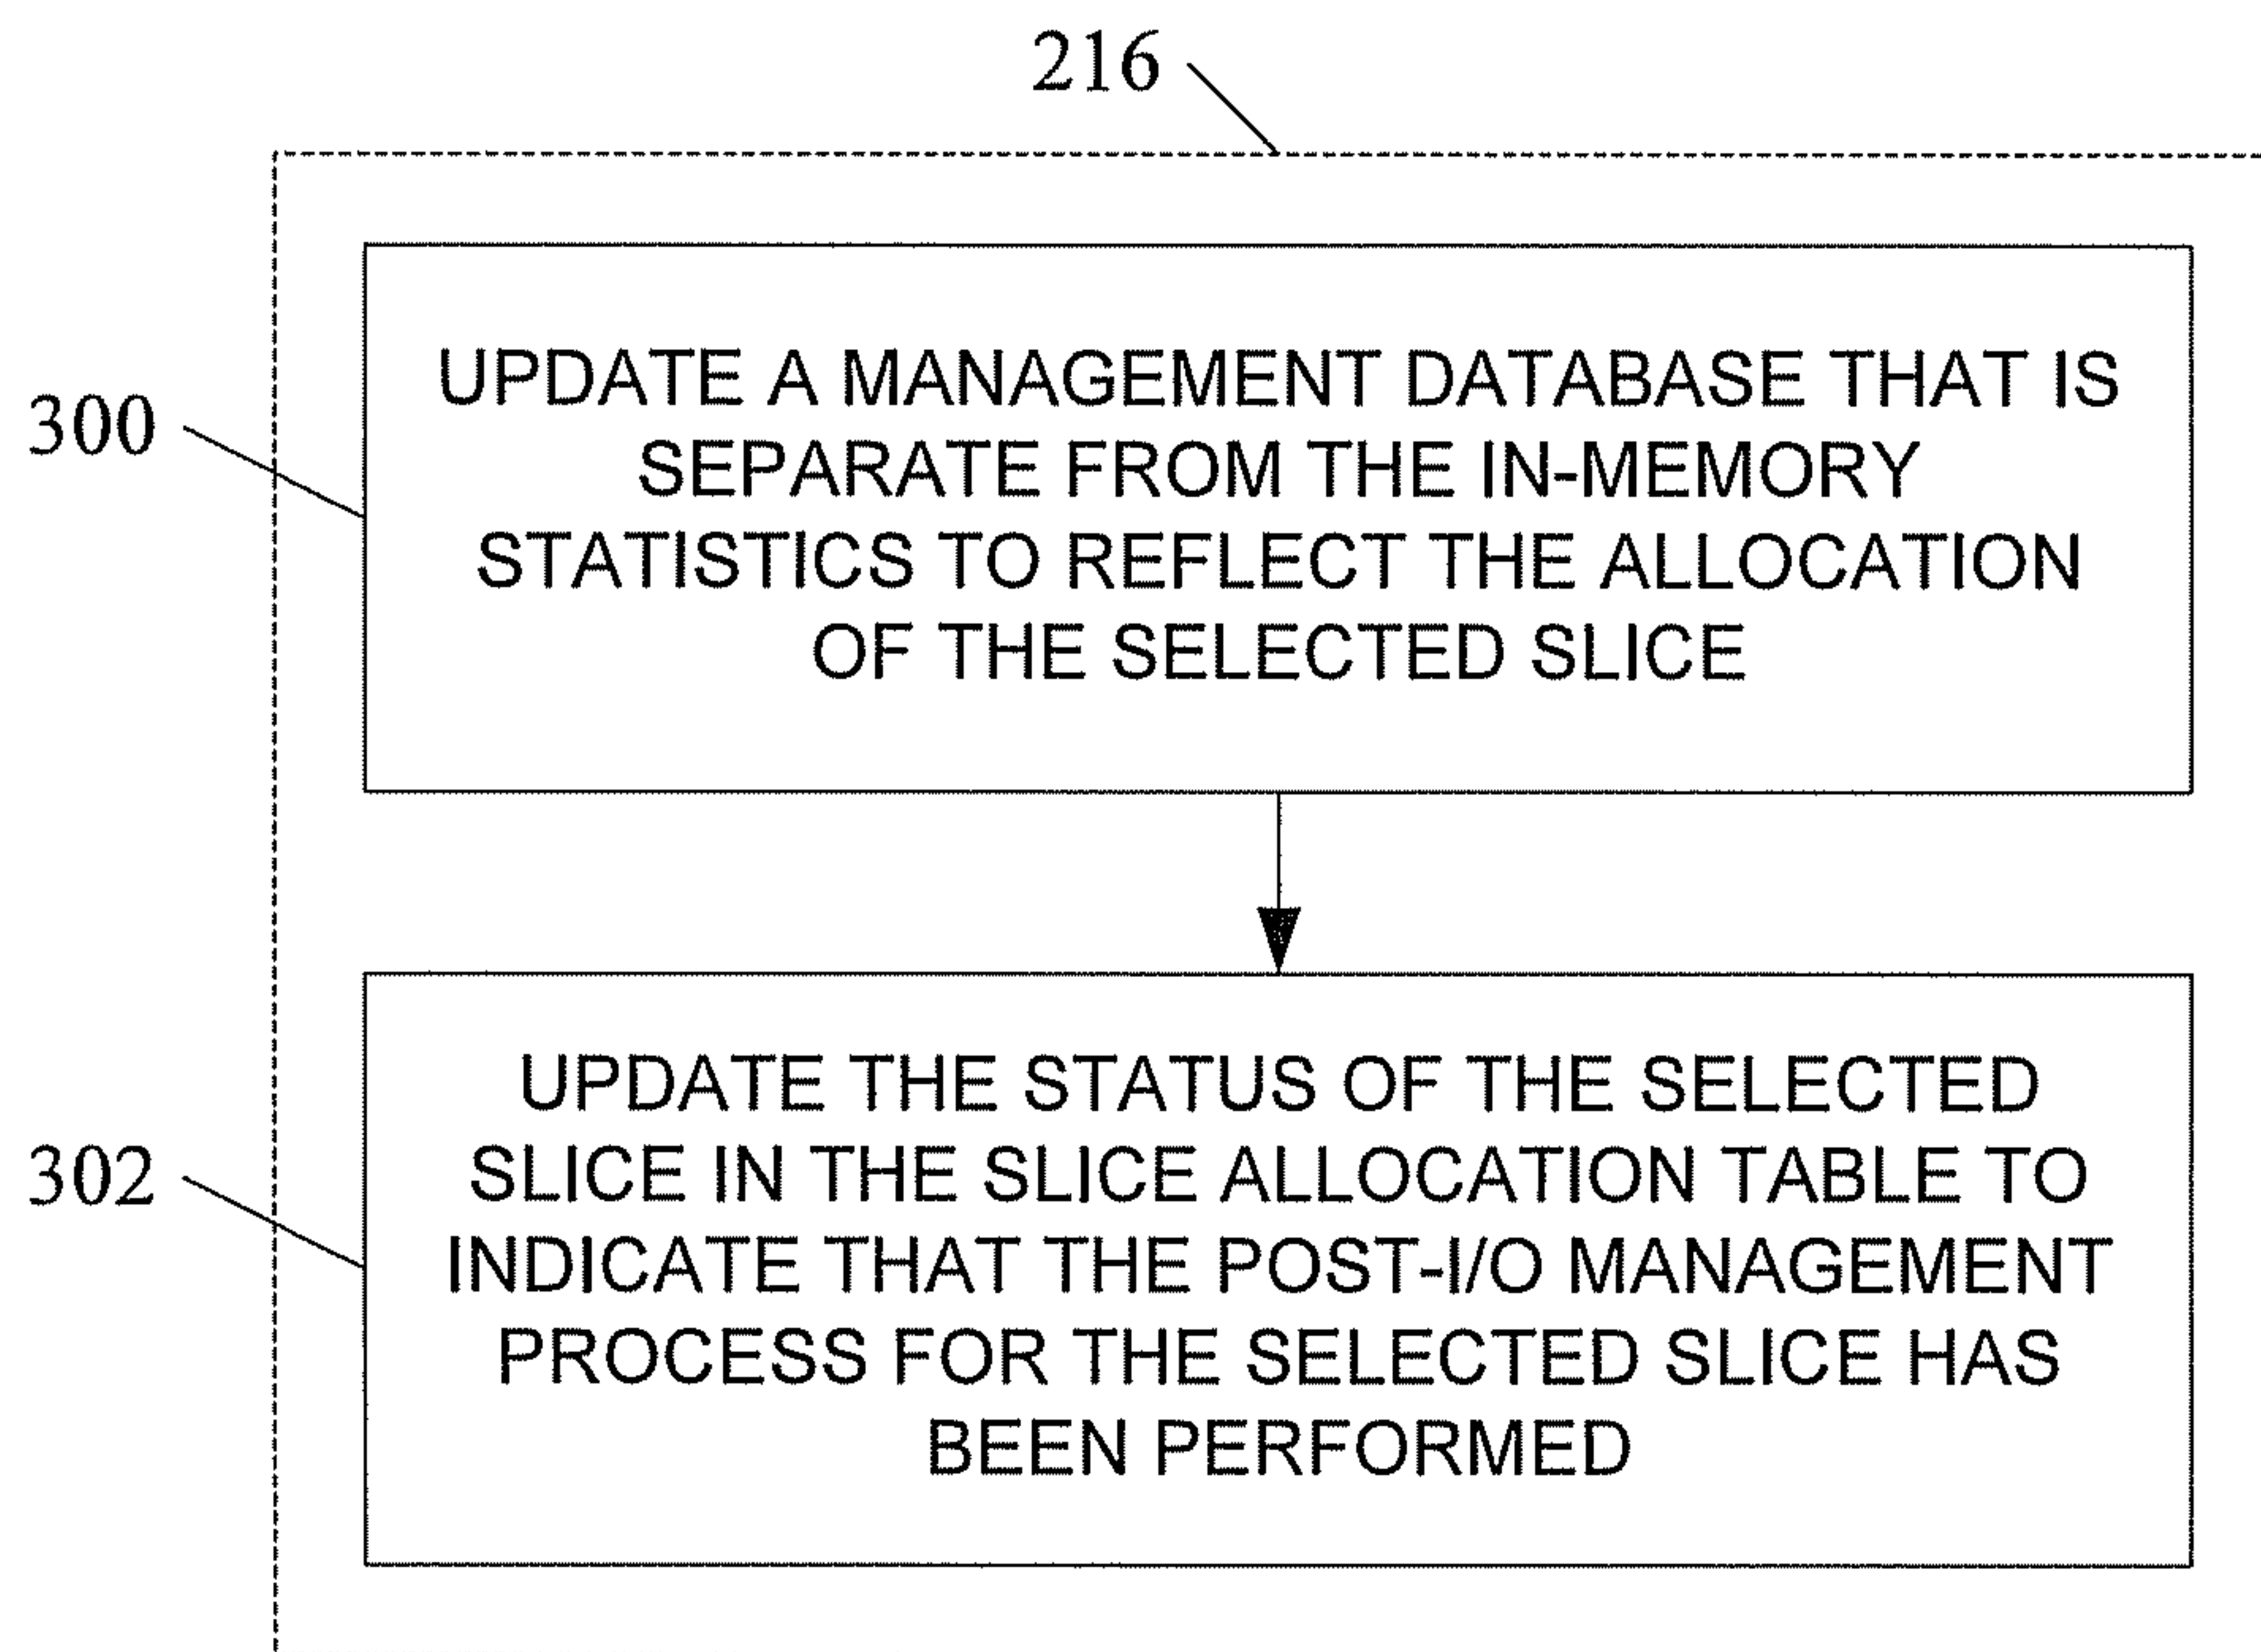 216
300
UPDATE A MANAGEMENT DATABASE THAT IS
SEPARATE FROM THE IN-MEMORY
STATISTICS TO REFLECT THE ALLOCATION
OF THE SELECTED SLICE
302
UPDATE THE STATUS OF THE SELECTED
SLICE IN THE SLICE ALLOCATION TABLE TO
INDICATE THAT THE POST-I/O MANAGEMENT
PROCESS FOR THE SELECTED SLICE HAS
BEEN PERFORMED